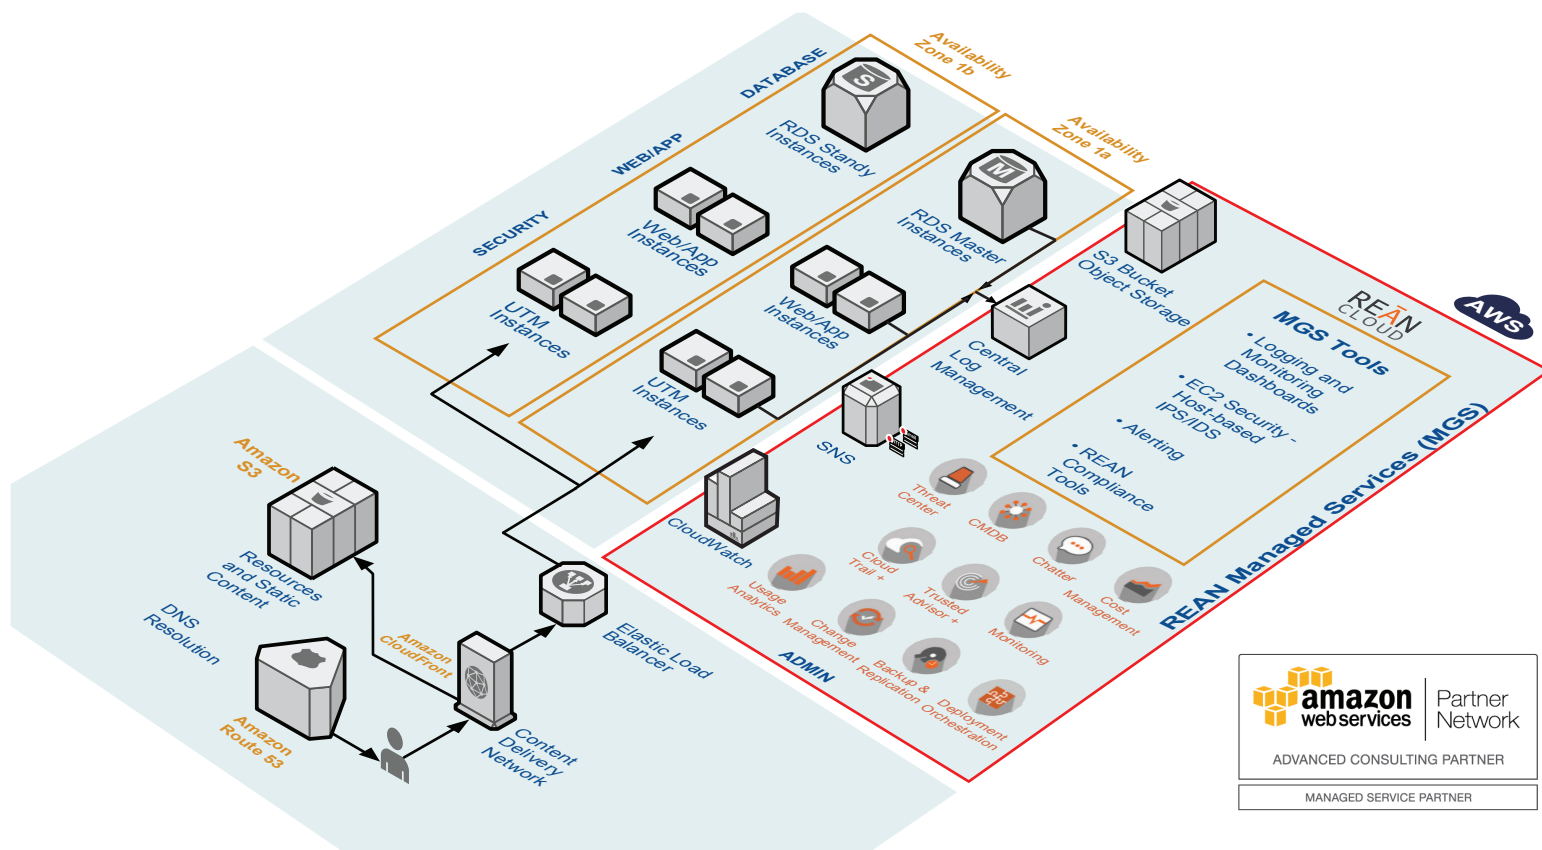 Availability
Zone 1b
DATABASE
WEB/APP
SECURITY
RDS Standy
Instances
Web/App
Instances
UTM
Instances
Availability
Zone 1a
RDS Master
Instances
Web/App
Instances
UTM
Instances
S3 Bucket
Object Storage
Central
Log
Management
SNS
CloudWatch
REAN
CLOUD
AWS
MGS Tools
• Logging and
Monitoring
Dashboards
• EC2 Security -
Host-based
IPS/IDS
• Alerting
• REAN
Compliance
Tools
REAN Managed Services (MGS)
Threat
Center
CMDB
Chatter
Cost
Management
Cloud
Trail +
Trusted
Advisor +
Monitoring
Usage
Analytics
Change
Management
Backup &
Replication
Deployment
Orchestration
ADMIN
Amazon
S3
Resources
and Static
Content
DNS
Resolution
Amazon
CloudFront
Elastic Load
Balancer
Amazon
Route 53
Content
Delivery
Network
amazon
web services
Partner
Network
ADVANCED CONSULTING PARTNER
MANAGED SERVICE PARTNER